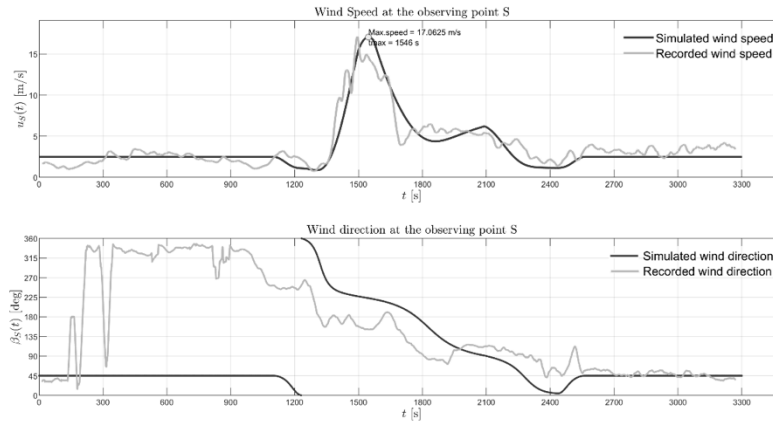 Wind Speed at the observing point S
Max.speed = 17.0625 m/s
tmax = 1546 s
Simulated wind speed
Recorded wind speed
u_S(t) [m/s]
15
10
5
0
0 300 600 900 1200 1500 1800 2100 2400 2700 3000 3300
t [s]
Wind direction at the observing point S
Simulated wind direction
Recorded wind direction
β_S(t) [deg]
360
315
270
225
180
135
90
45
0
0 300 600 900 1200 1500 1800 2100 2400 2700 3000 3300
t [s]